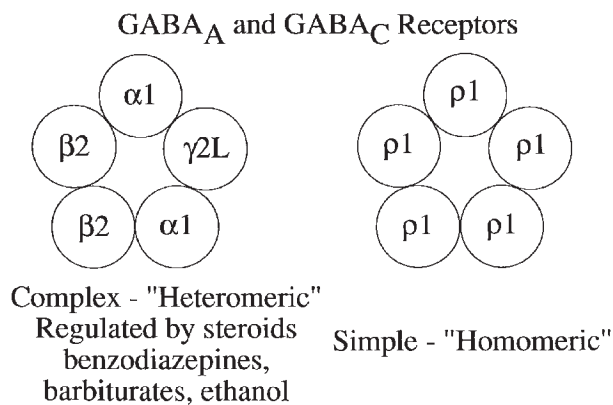 GABAA and GABAC Receptors
α1
β2
γ2L
β2
α1
ρ1
ρ1
ρ1
ρ1
ρ1
Complex - "Heteromeric"
Regulated by steroids
benzodiazepines,
barbiturates, ethanol
Simple - "Homomeric"